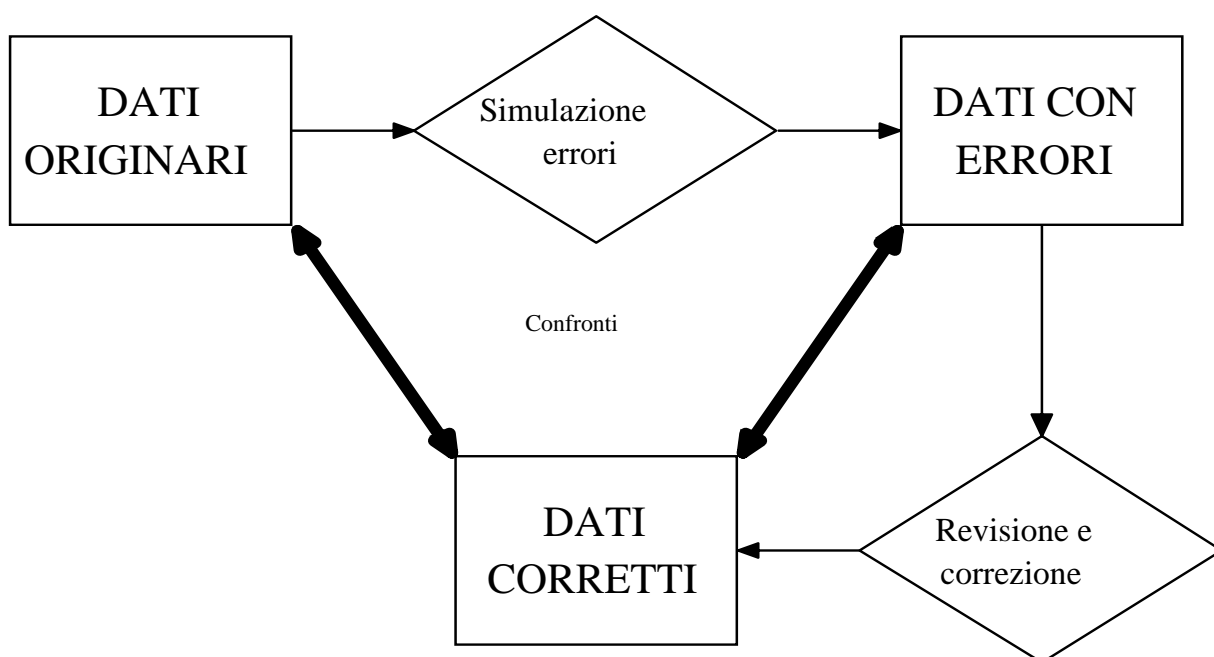 DATI
ORIGINARI
Simulazione
errori
DATI CON
ERRORI
Confronti
DATI
CORRETTI
Revisione e
correzione